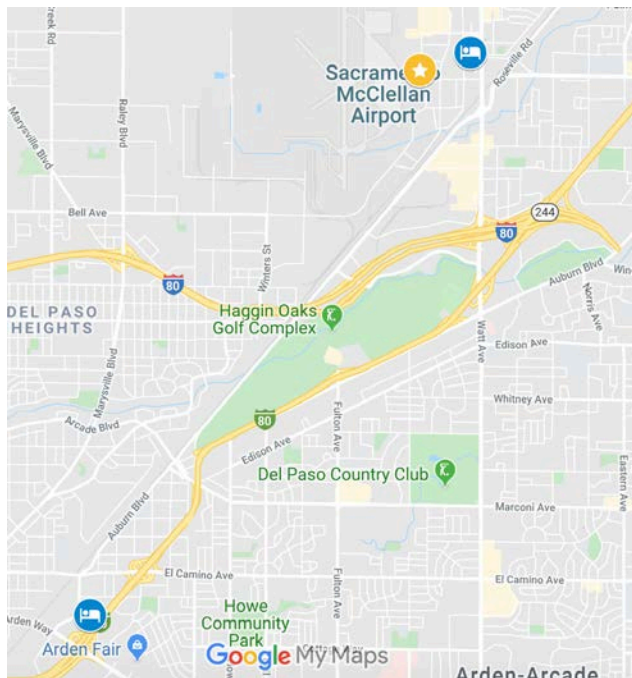 Creek Rd
Roseville Rd
Sacrame
McClellan
Airport
Marysville Blvd
Raley Blvd
Bell Ave
244
80
Winters St
80
Auburn Blvd
Norris Ave
DEL PASO
HEIGHTS
Haggin Oaks
Golf Complex
Watt Ave
Edison Ave
Marysville Blvd
Whitney Ave
Arcade Blvd
80
Fulton Ave
Edison Ave
Del Paso Country Club
Eastern Ave
Auburn Blvd
Marconi Ave
El Camino Ave
Fulton Ave
El Camino Ave
Arden Way
Howe
Community
Park
Arden Fair
Google My Maps
Arden-Arcade